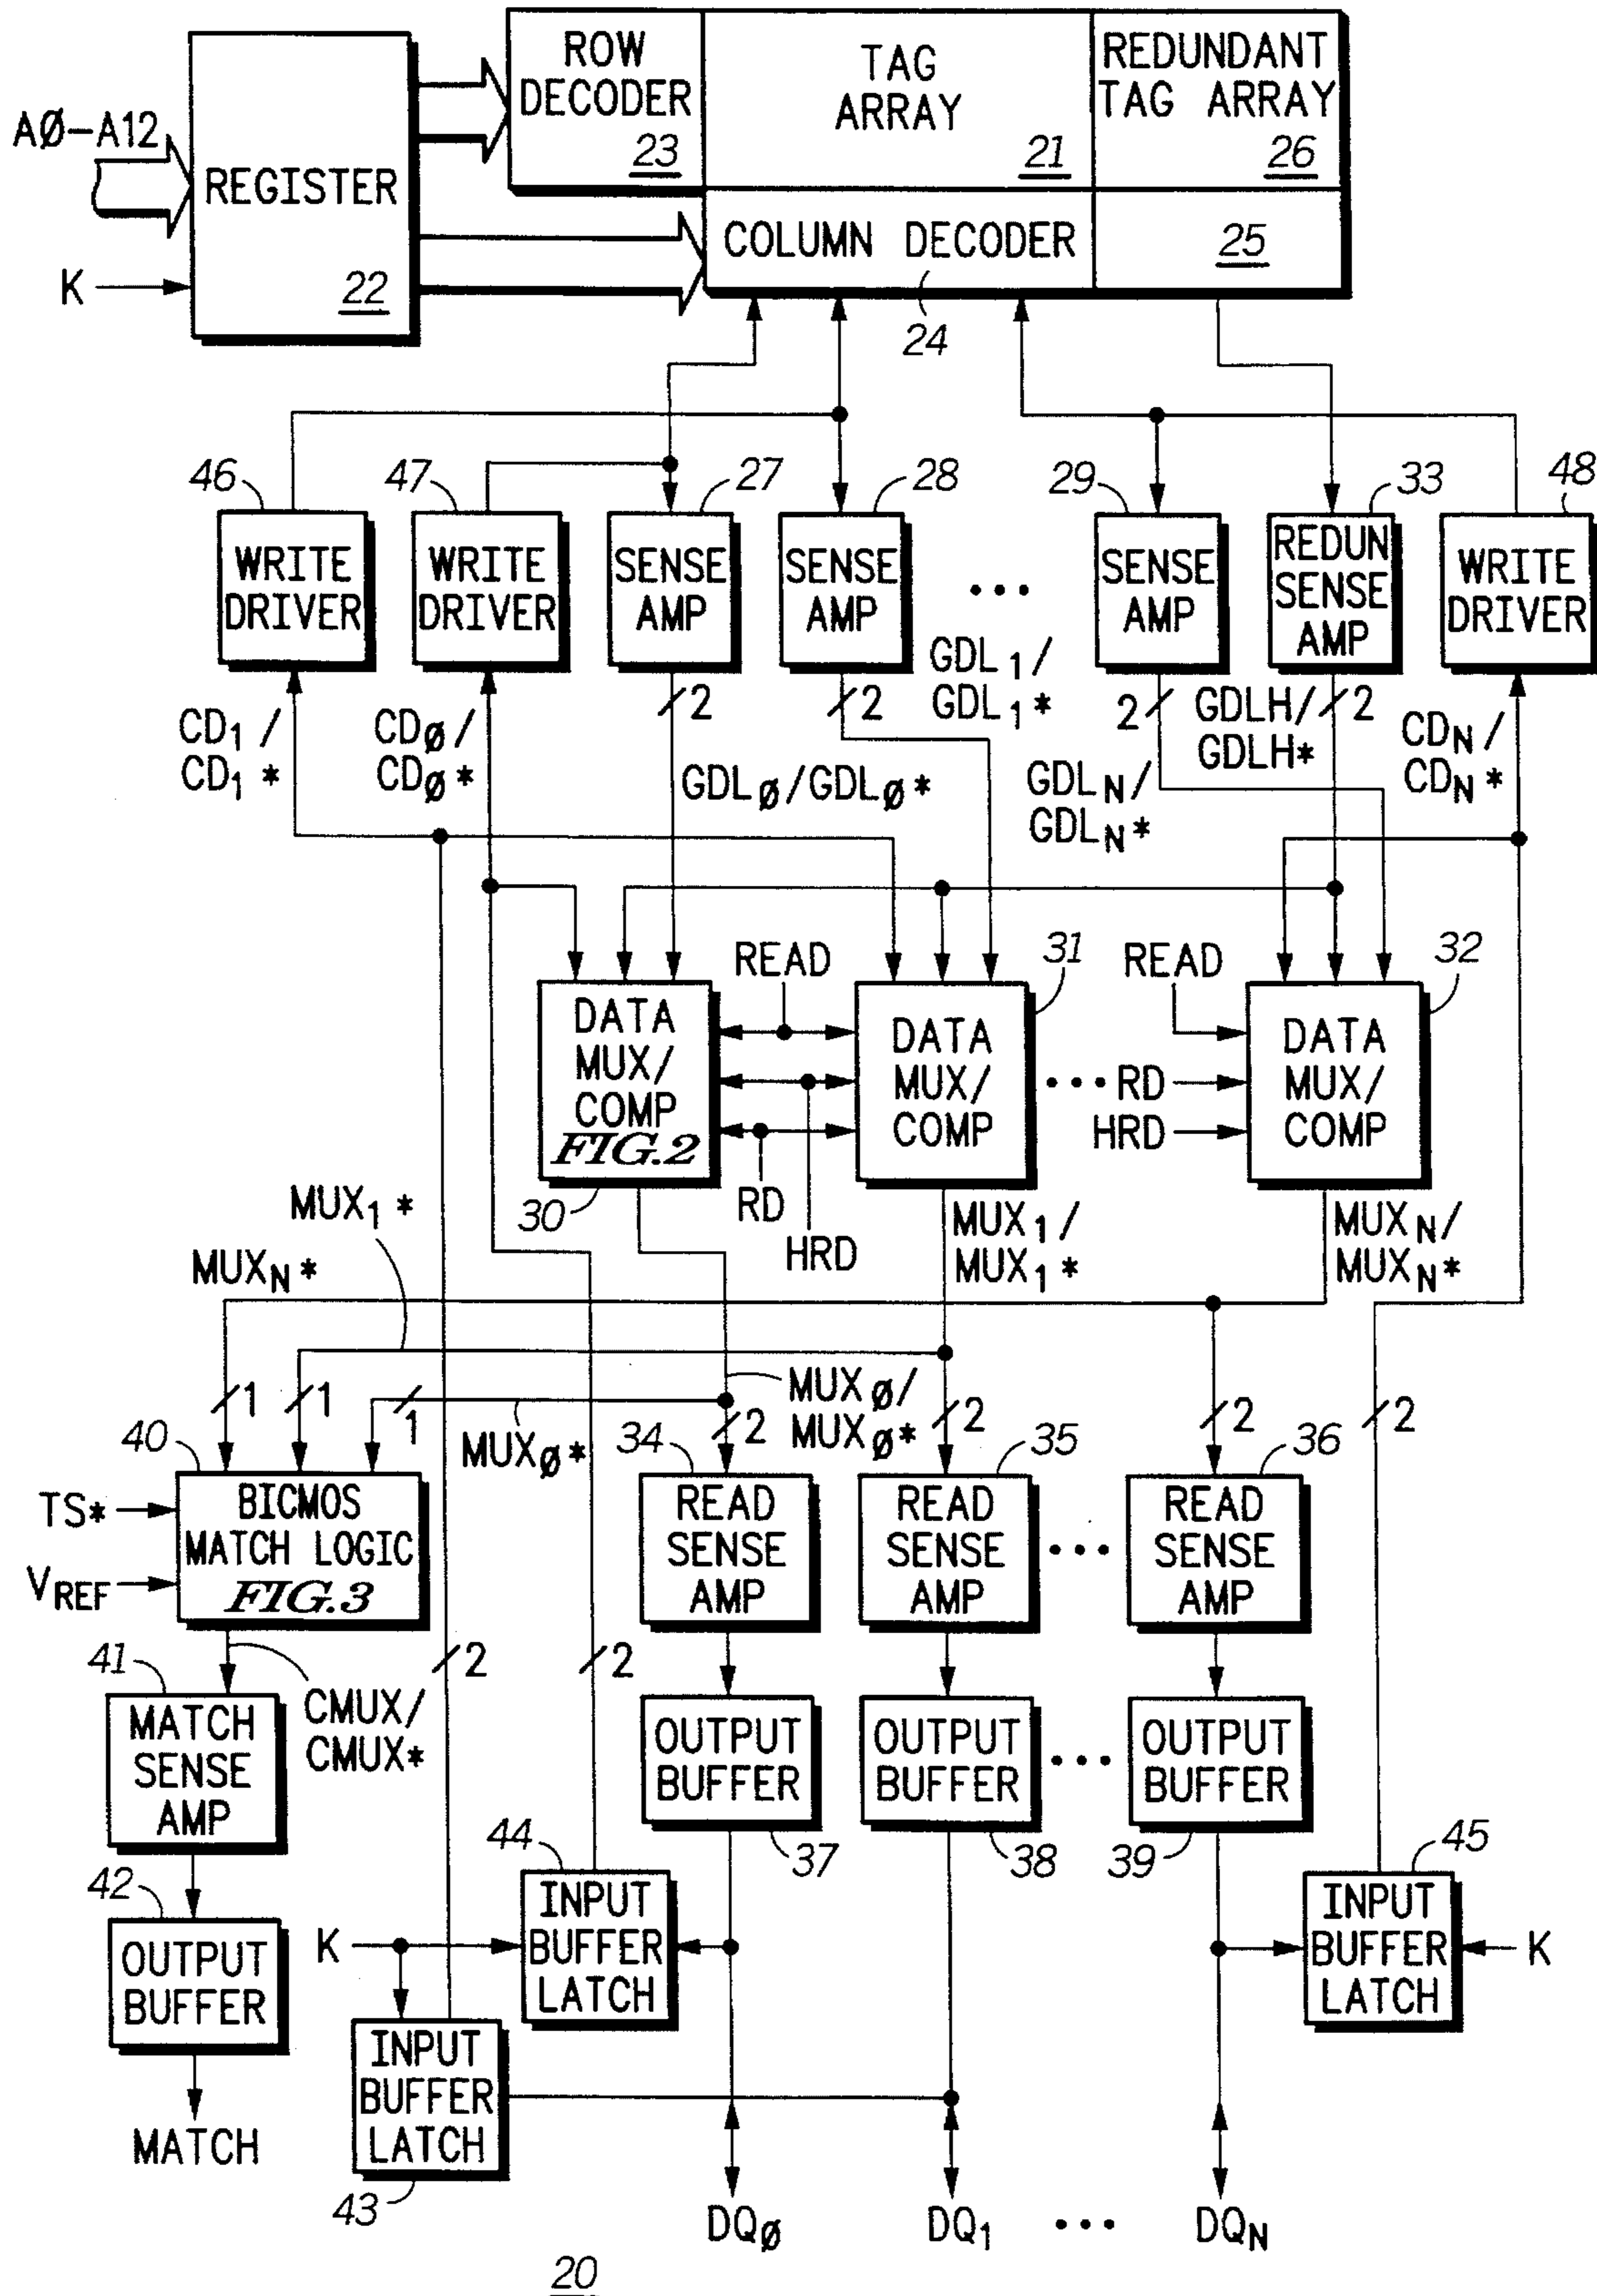 ROW
DECODER
23
TAG
ARRAY
21
REDUNDANT
TAG ARRAY
26
AØ-A12
REGISTER
22
K
COLUMN DECODER
24
25
46
47
27
28
29
33
48
WRITE
DRIVER
WRITE
DRIVER
SENSE
AMP
SENSE
AMP
...
SENSE
AMP
REDUN
SENSE
AMP
WRITE
DRIVER
CD1/
CD1*
CDØ/
CDØ*
2
GDLØ/GDLØ*
2
GDL1/
GDL1*
2
GDLN/
GDLN*
GDLH/
GDLH*
2
CDN/
CDN*
READ
31
READ
32
DATA
MUX/
COMP
FIG.2
30
DATA
MUX/
COMP
...
RD
HRD
DATA
MUX/
COMP
RD
HRD
MUX1*
MUXN*
MUX1/
MUX1*
MUXN/
MUXN*
1
1
1
MUXØ*
MUXØ/
MUXØ*
2
2
2
2
40
34
35
36
TS*
VREF
BICMOS
MATCH LOGIC
FIG.3
READ
SENSE
AMP
READ
SENSE
AMP
...
READ
SENSE
AMP
2
2
41
MATCH
SENSE
AMP
CMUX/
CMUX*
OUTPUT
BUFFER
37
OUTPUT
BUFFER
38
...
OUTPUT
BUFFER
39
42
OUTPUT
BUFFER
MATCH
44
K
INPUT
BUFFER
LATCH
45
INPUT
BUFFER
LATCH
K
INPUT
BUFFER
LATCH
43
DQØ
DQ1
...
DQN
20